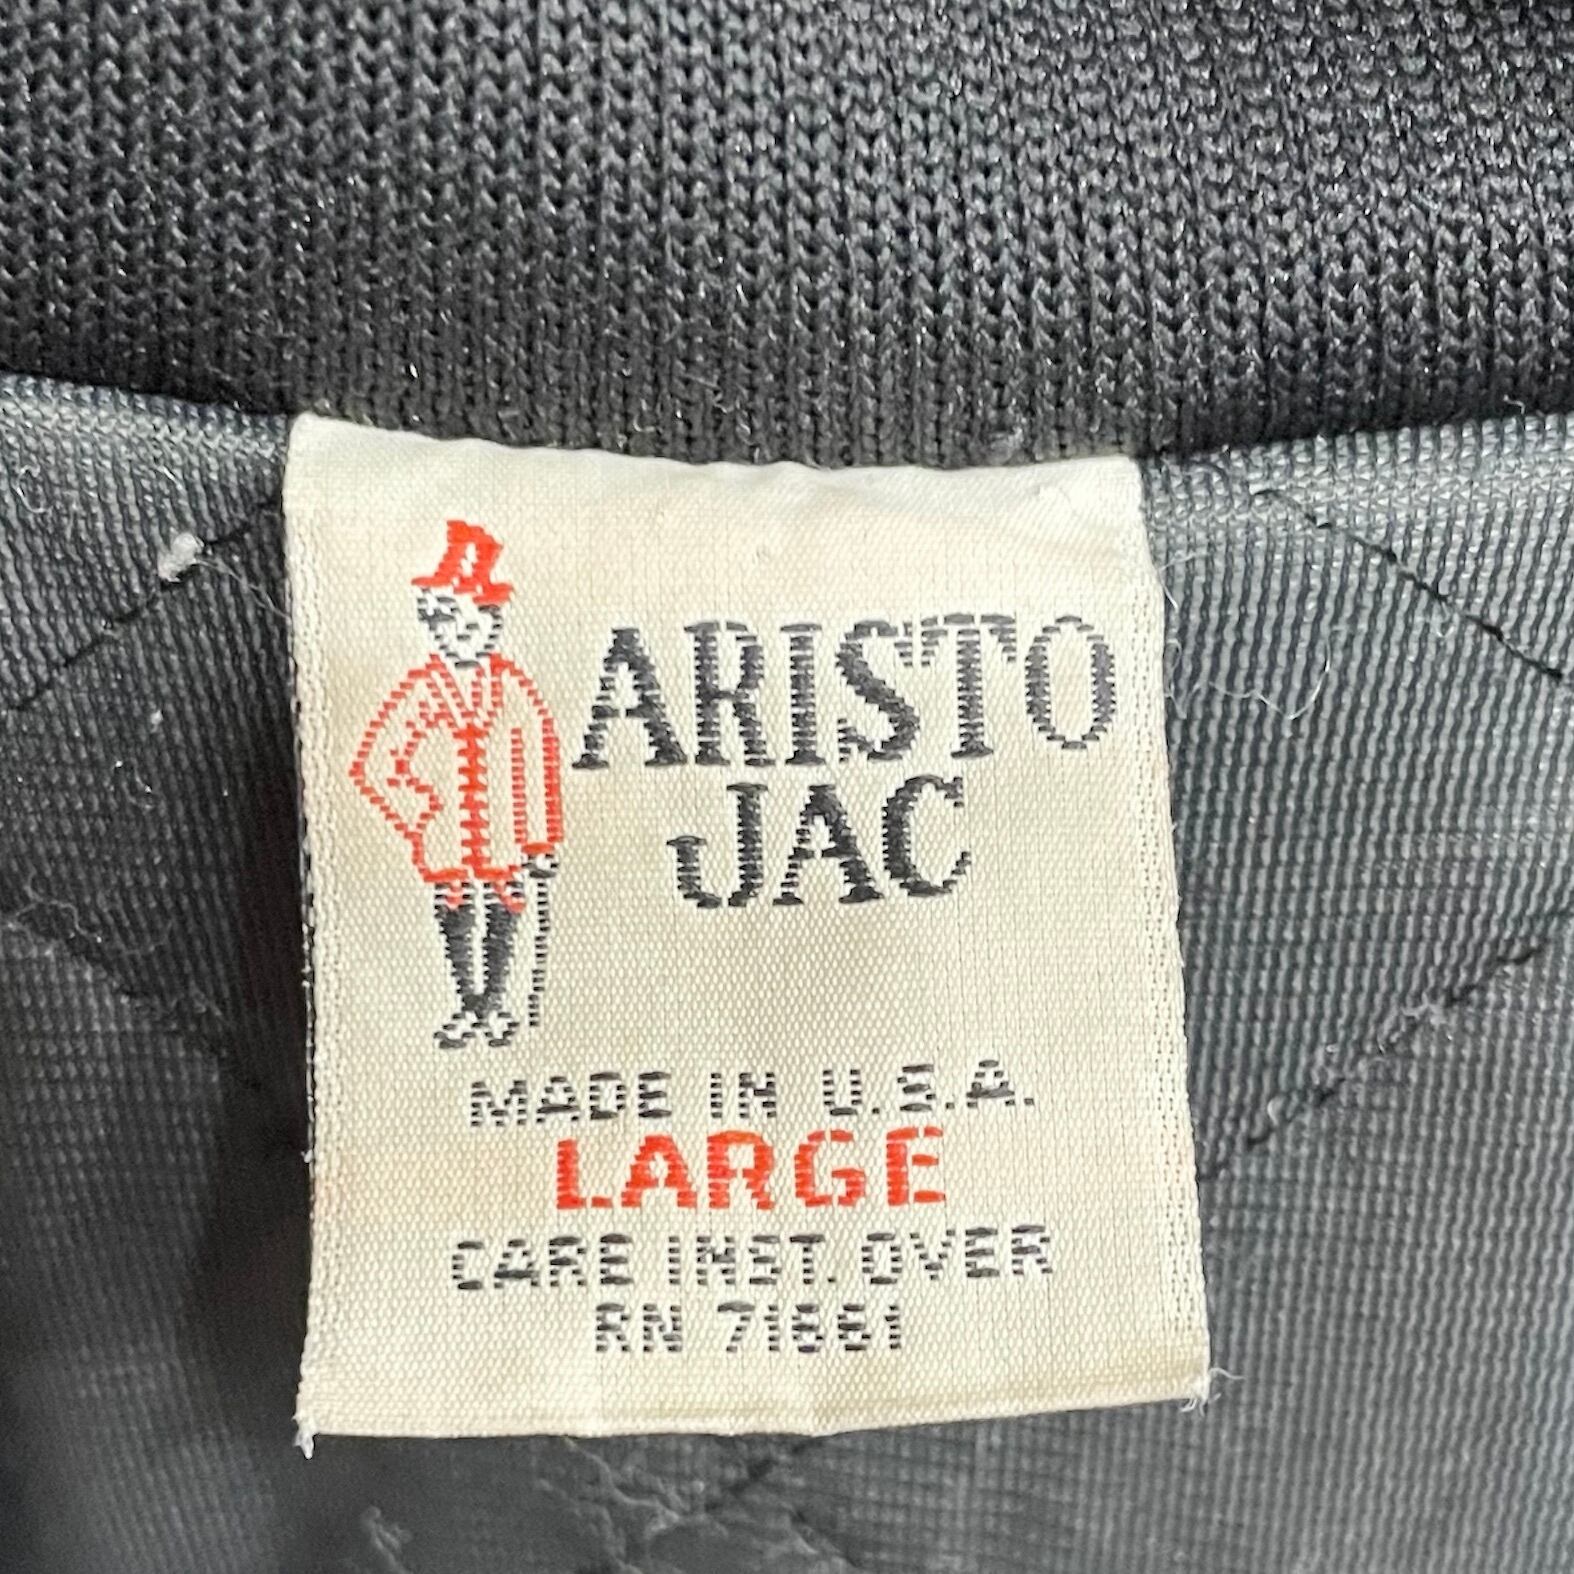 ARISTO
JAC
MADE IN U.S.A.
LARGE
CARE INST. OVER
RN 71661